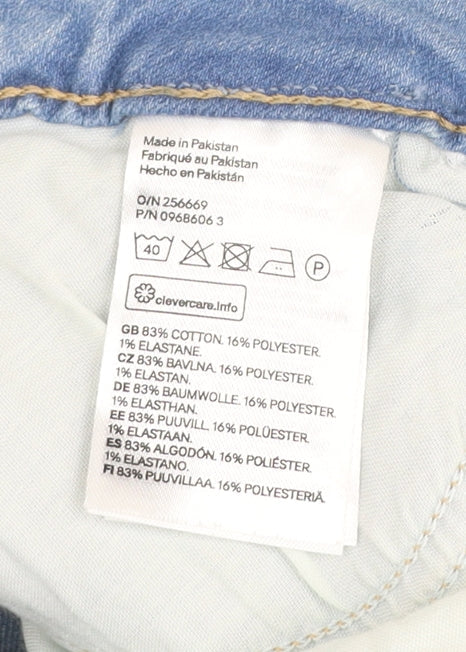 Made in Pakistan
Fabriqué au Pakistan
Hecho en Pakistán
O/N 256669
P/N 0968606 3
40
P
clevercare.info
GB 83% COTTON. 16% POLYESTER.
1% ELASTANE.
CZ 83% BAVLNA. 16% POLYESTER.
1% ELASTAN.
DE 83% BAUMWOLLE. 16% POLYESTER.
1% ELASTHAN.
EE 83% PUUVILL. 16% POLÜESTER.
1% ELASTAAN.
ES 83% ALGODÓN. 16% POLIÉSTER.
1% ELASTANO.
FI 83% PUUVILLAA. 16% POLYESTERIÄ.